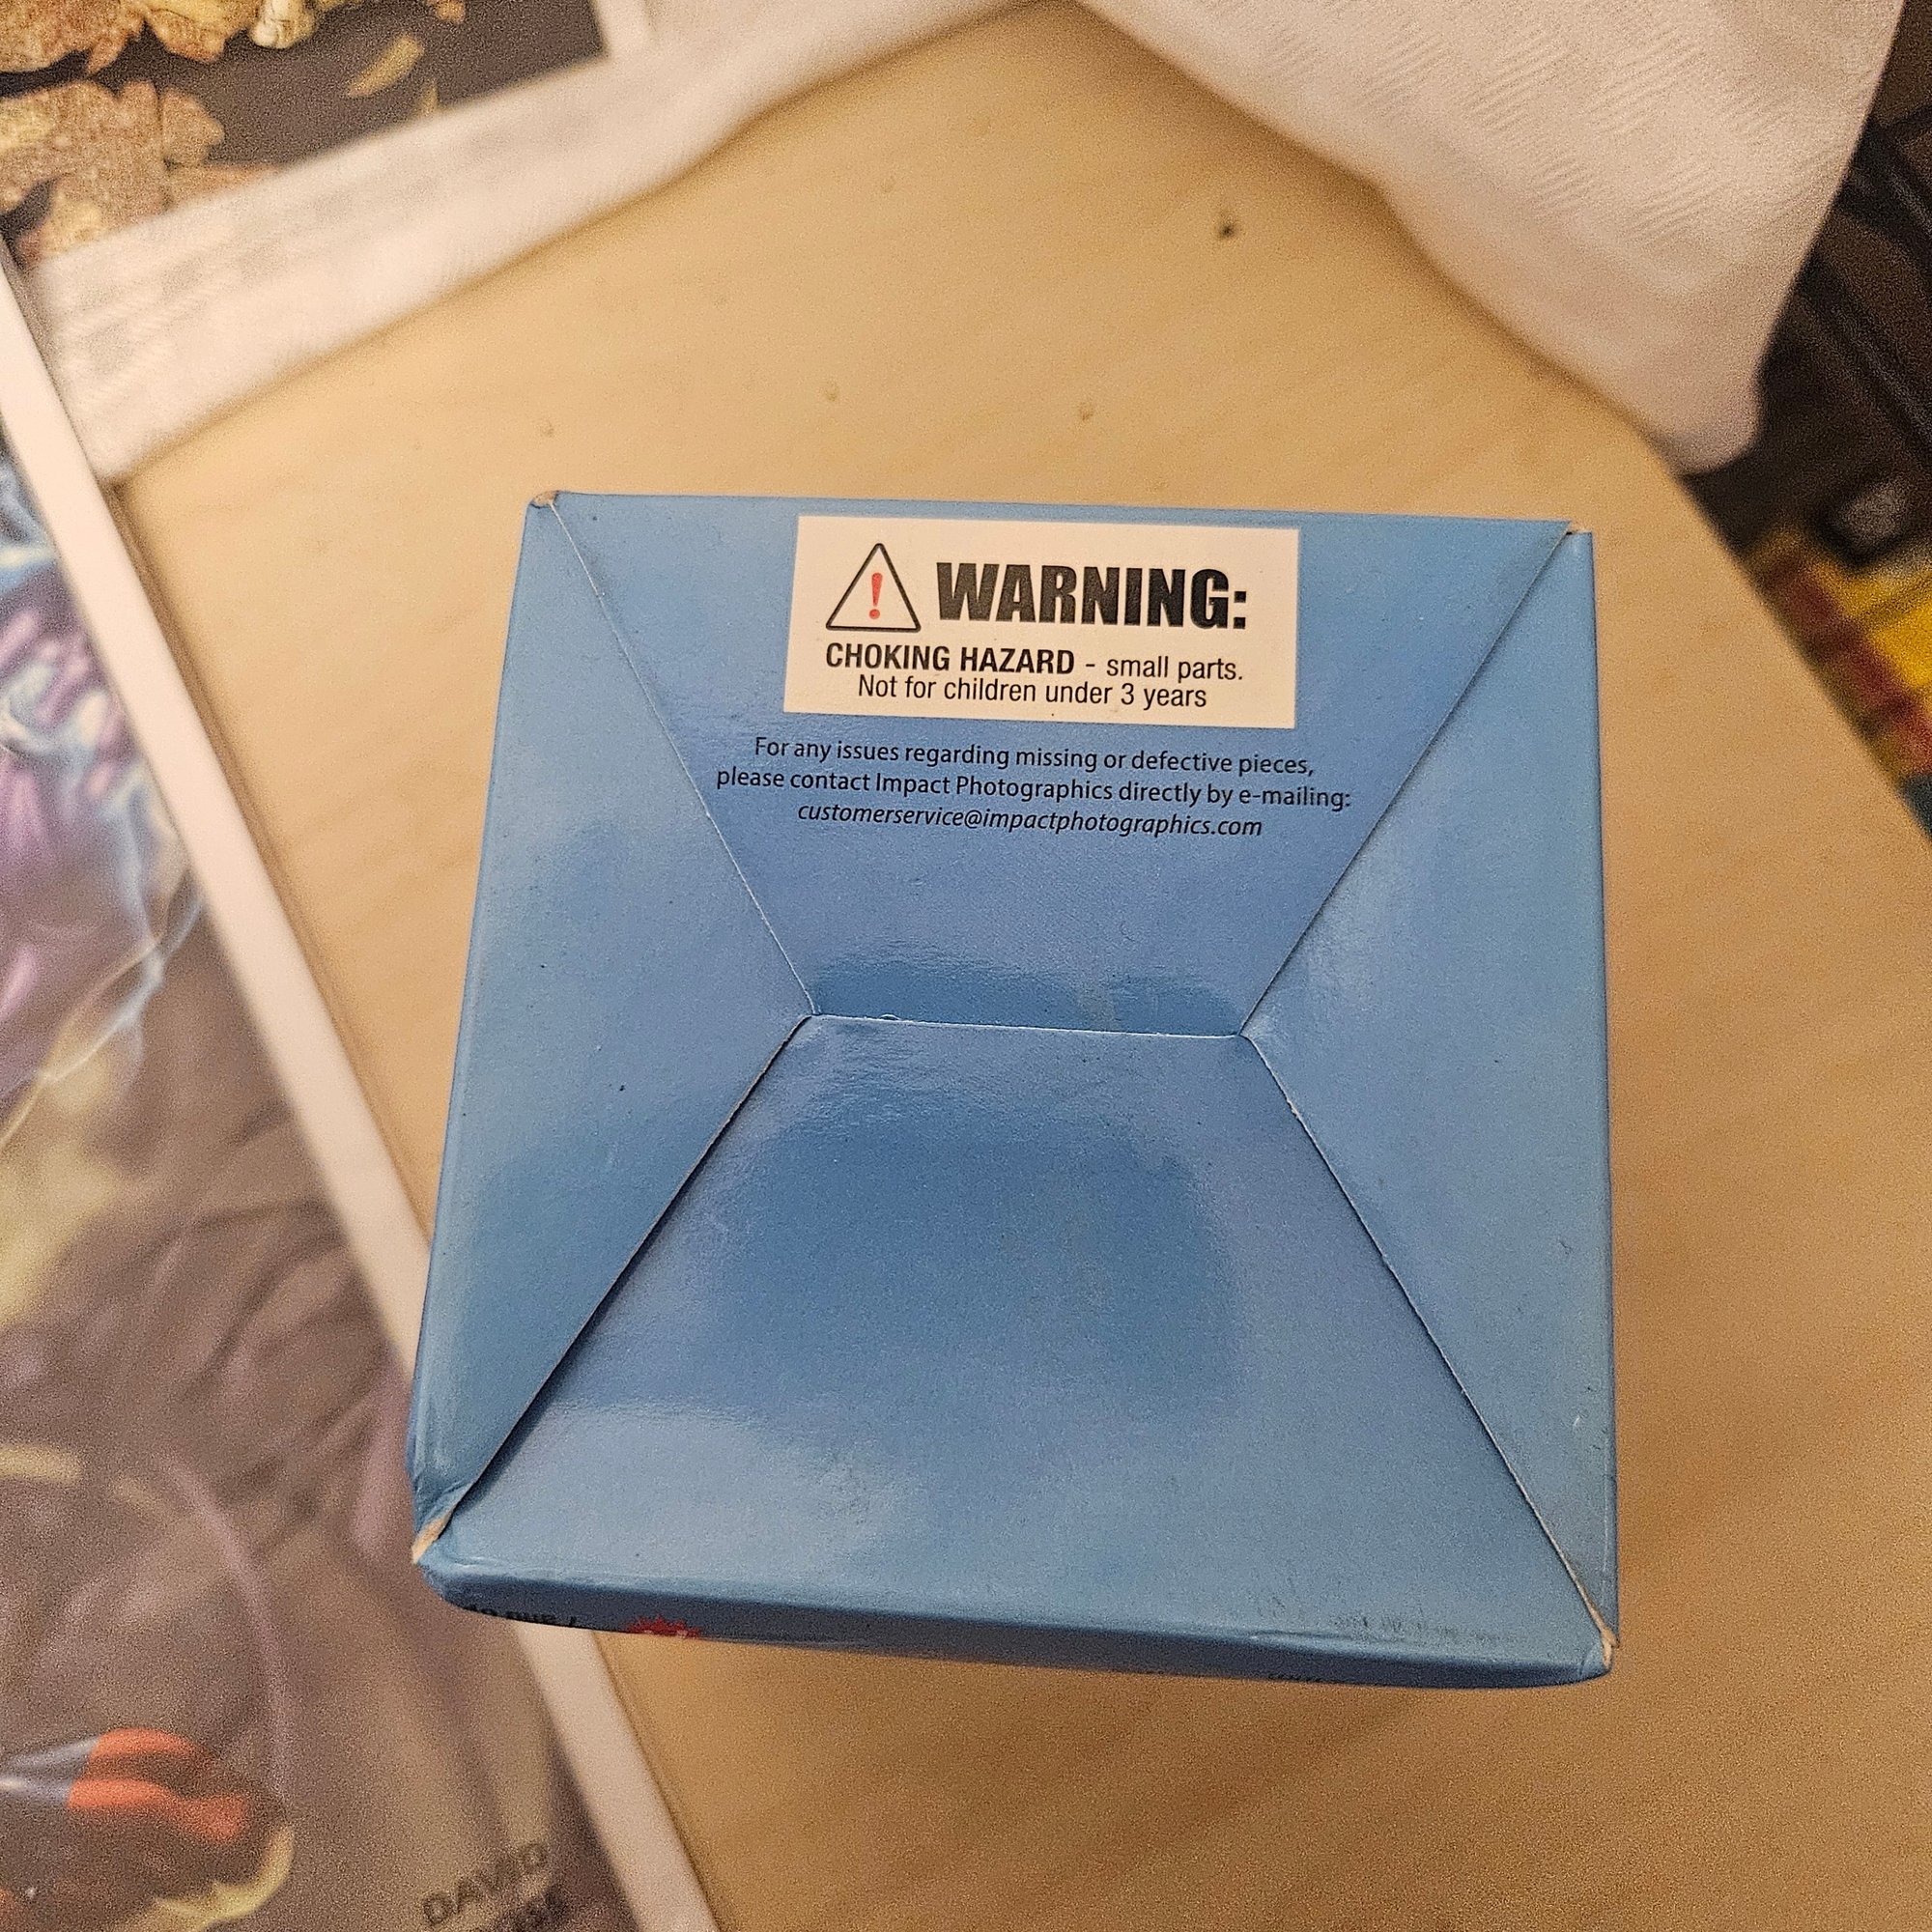 WARNING:
CHOKING HAZARD - small parts.
Not for children under 3 years
For any issues regarding missing or defective pieces,
please contact Impact Photographics directly by e-mailing:
customerservice@impactphotographics.com
DAVID